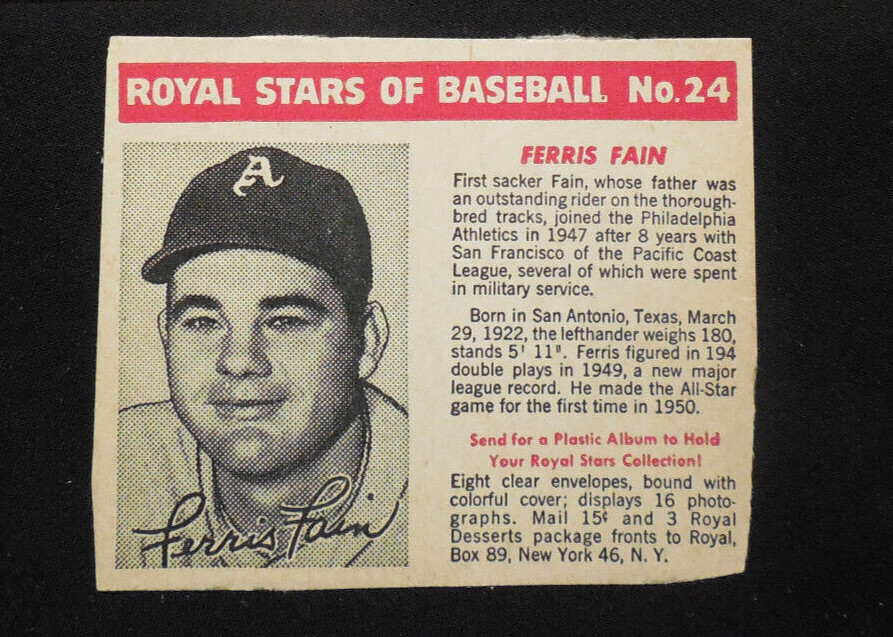 ROYAL STARS OF BASEBALL No.24
A
FERRIS FAIN
First sacker Fain, whose father was
an outstanding rider on the thorough-
bred tracks, joined the Philadelphia
Athletics in 1947 after 8 years with
San Francisco of the Pacific Coast
League, several of which were spent
in military service.
Born in San Antonio, Texas, March
29, 1922, the lefthander weighs 180,
stands 5' 11". Ferris figured in 194
double plays in 1949, a new major
league record. He made the All-Star
game for the first time in 1950.
Send for a Plastic Album to Hold
Your Royal Stars Collection!
Eight clear envelopes, bound with
colorful cover; displays 16 photo-
graphs. Mail 15¢ and 3 Royal
Desserts package fronts to Royal,
Box 89, New York 46, N. Y.
Ferris Fain